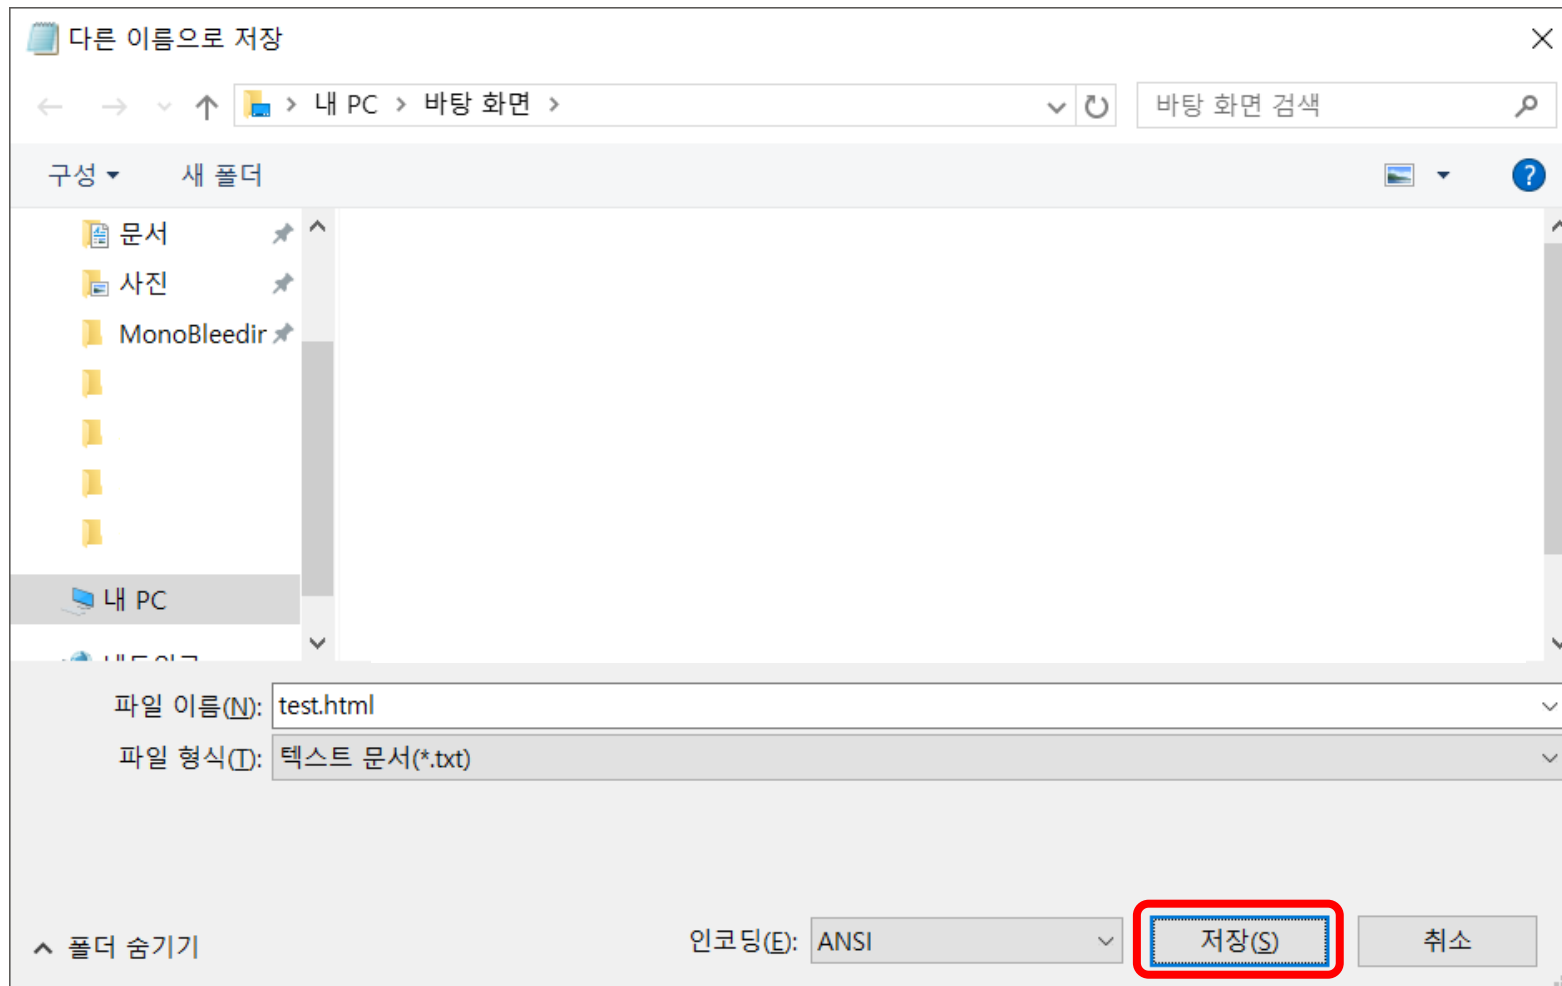 다른 이름으로 저장
내 PC > 바탕 화면 >
바탕 화면 검색
구성
새 폴더
문서
사진
MonoBleedir
내 PC
파일 이름(N): test.html
파일 형식(T): 텍스트 문서(*.txt)
폴더 숨기기
인코딩(E): ANSI
저장(S)
취소